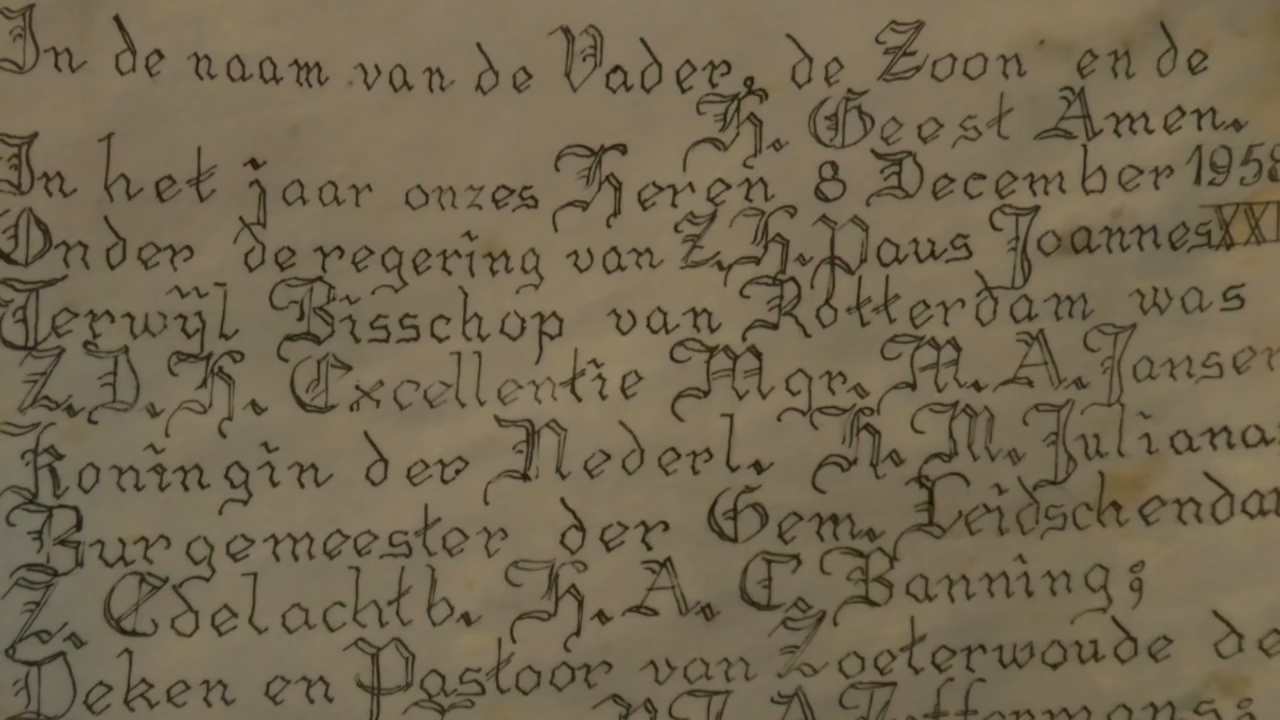 In de naam van de Vader, de Zoon en de
H. Geest Amen.
In het jaar onzes Heren 8 December 1958
Onder de regering van Z.H. Paus Joannes
Terwijl Bisschop van Rotterdam was
Z.D.H. Excellentie Mgr. M. A. Jansen
Koningin der Nederl. H. M. Juliana
Burgemeester der Gem.
Z. Edelachtb. H. A. C. Banning;
Deken en Pastoor van Zoeterwoude de